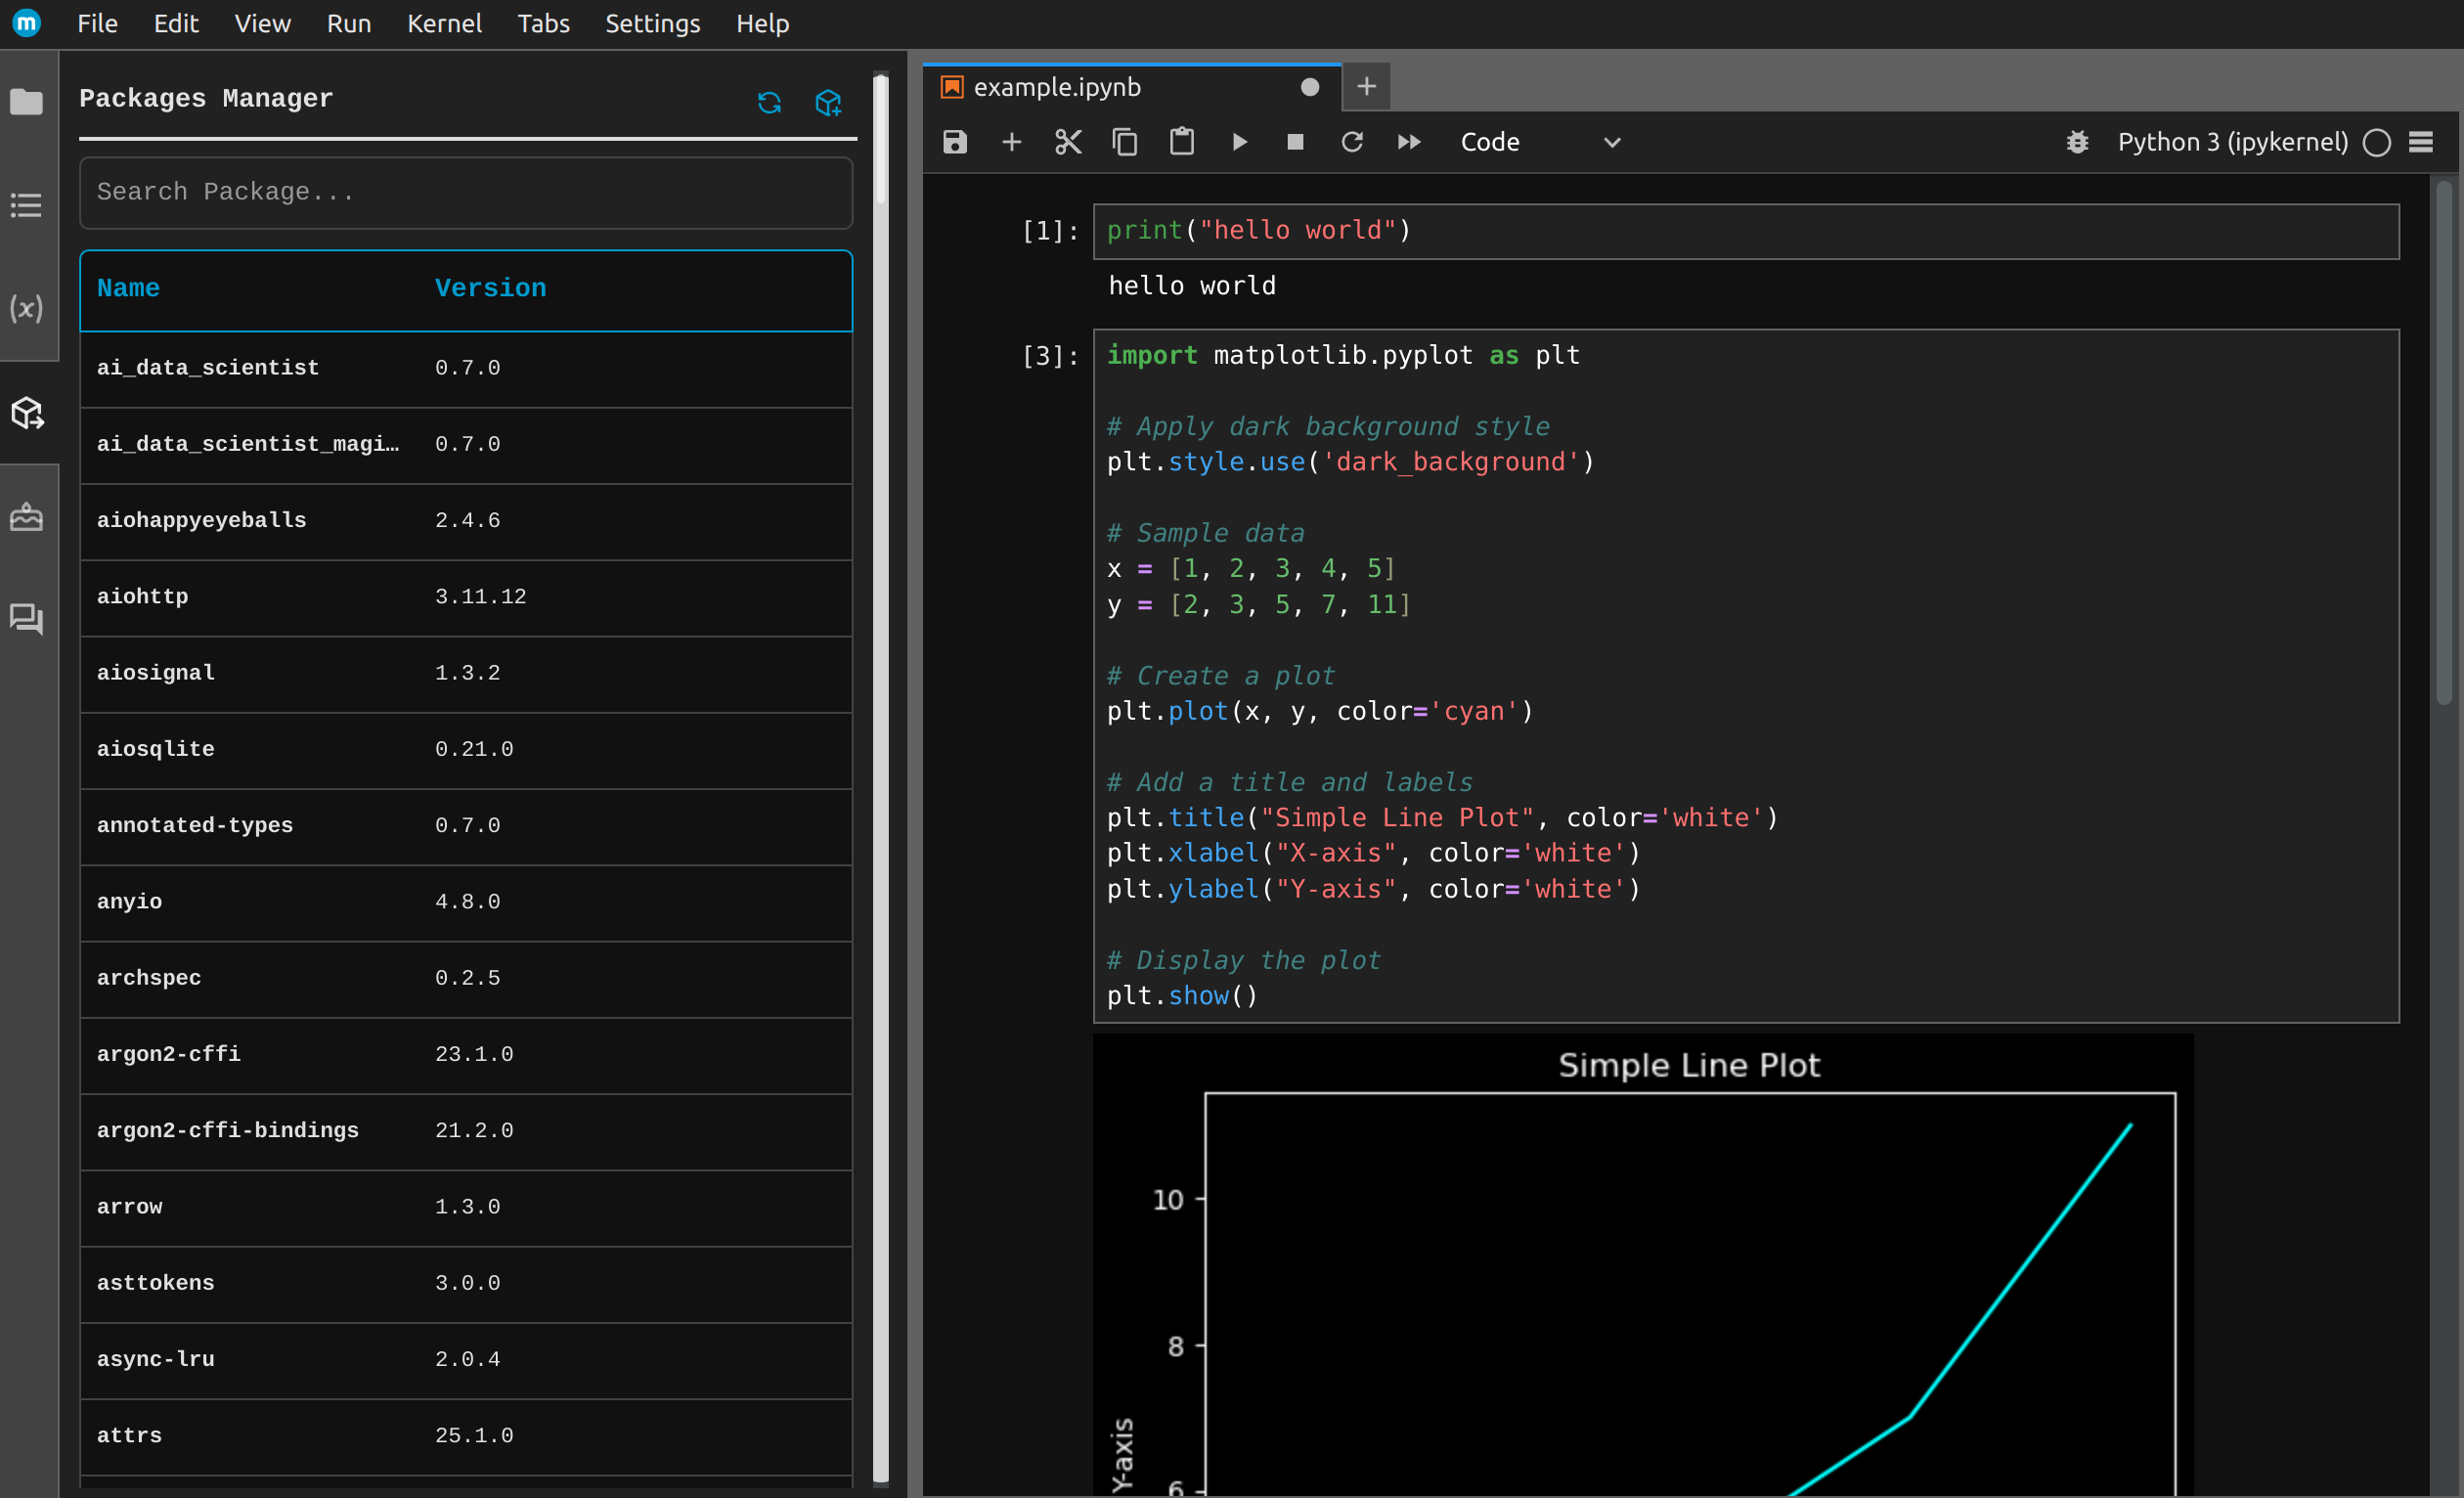 m File Edit View Run Kernel Tabs Settings Help
Packages Manager
Search Package...
Name Version
ai_data_scientist 0.7.0
ai_data_scientist_magi… 0.7.0
aiohappyeyeballs 2.4.6
aiohttp 3.11.12
aiosignal 1.3.2
aiosqlite 0.21.0
annotated-types 0.7.0
anyio 4.8.0
archspec 0.2.5
argon2-cffi 23.1.0
argon2-cffi-bindings 21.2.0
arrow 1.3.0
asttokens 3.0.0
async-lru 2.0.4
attrs 25.1.0
example.ipynb
Code
Python 3 (ipykernel)
[1]: print("hello world")
hello world
[3]: import matplotlib.pyplot as plt
# Apply dark background style
plt.style.use('dark_background')
# Sample data
x = [1, 2, 3, 4, 5]
y = [2, 3, 5, 7, 11]
# Create a plot
plt.plot(x, y, color='cyan')
# Add a title and labels
plt.title("Simple Line Plot", color='white')
plt.xlabel("X-axis", color='white')
plt.ylabel("Y-axis", color='white')
# Display the plot
plt.show()
Simple Line Plot
10
8
6
Y-axis
(x)